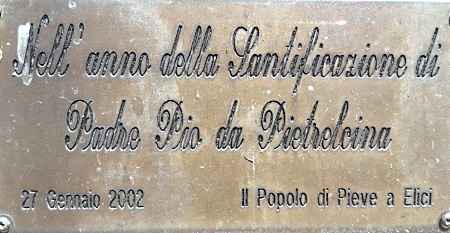 Nell' anno della Santificazione di
Padre Pio da Pietrelcina
27 Gennaio 2002 Il Popolo di Pieve a Elici